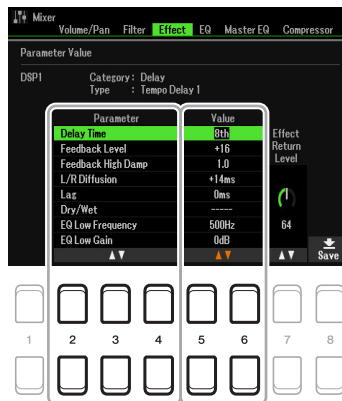 Mixer
Volume/Pan Filter Effect EQ Master EQ Compressor
Parameter Value
DSP1 Category: Delay
Type : Tempo Delay 1
Parameter Value
Delay Time 8th
Feedback Level +16
Feedback High Damp 1.0
L/R Diffusion +14ms
Lag 0ms
Dry/Wet -----
EQ Low Frequency 500Hz
EQ Low Gain 0dB
Effect
Return
Level
64
▲▼ ▲▼ ▲▼ Save
1 2 3 4 5 6 7 8